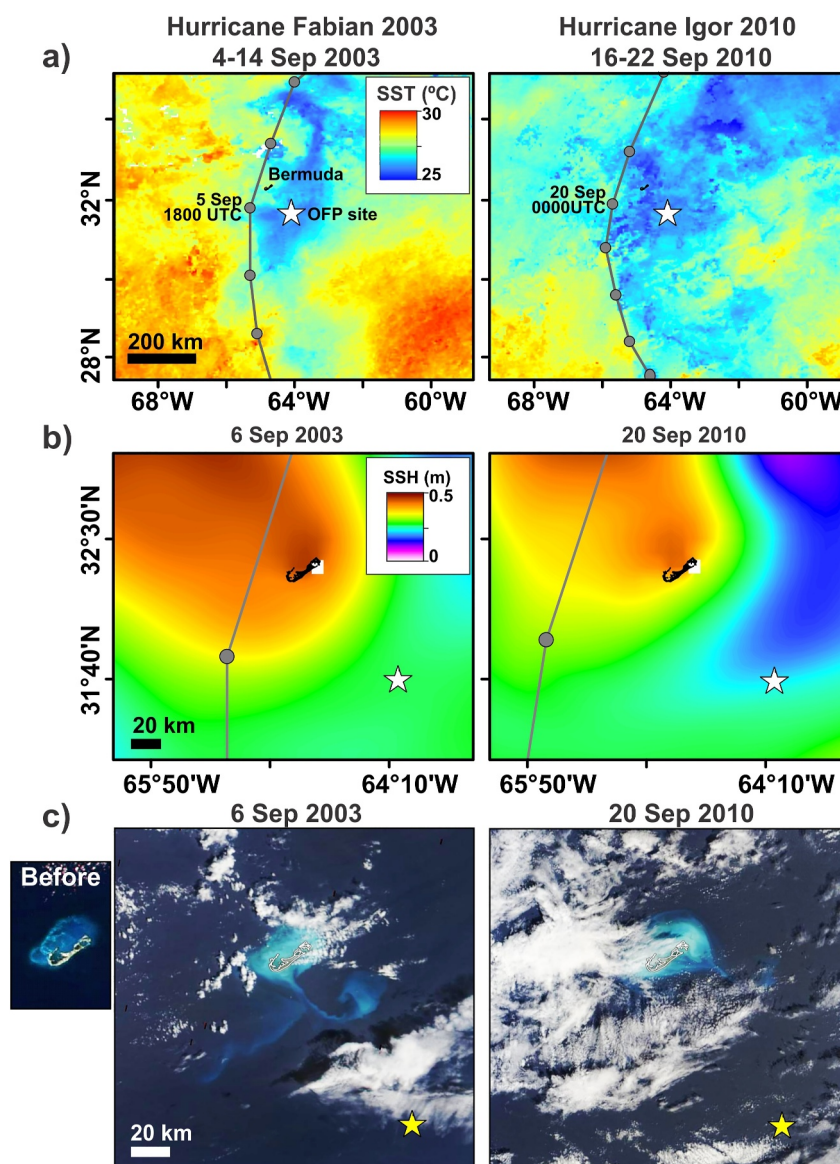 Hurricane Fabian 2003
4-14 Sep 2003
Hurricane Igor 2010
16-22 Sep 2010
a)
SST (ºC)
30
25
Bermuda
5 Sep
1800 UTC
OFP site
200 km
32°N
28°N
68°W
64°W
60°W
20 Sep
0000UTC
68°W
64°W
60°W
b)
6 Sep 2003
20 Sep 2010
SSH (m)
0.5
0
32°30'N
31°40'N
20 km
65°50'W
64°10'W
65°50'W
64°10'W
c)
6 Sep 2003
20 Sep 2010
Before
20 km